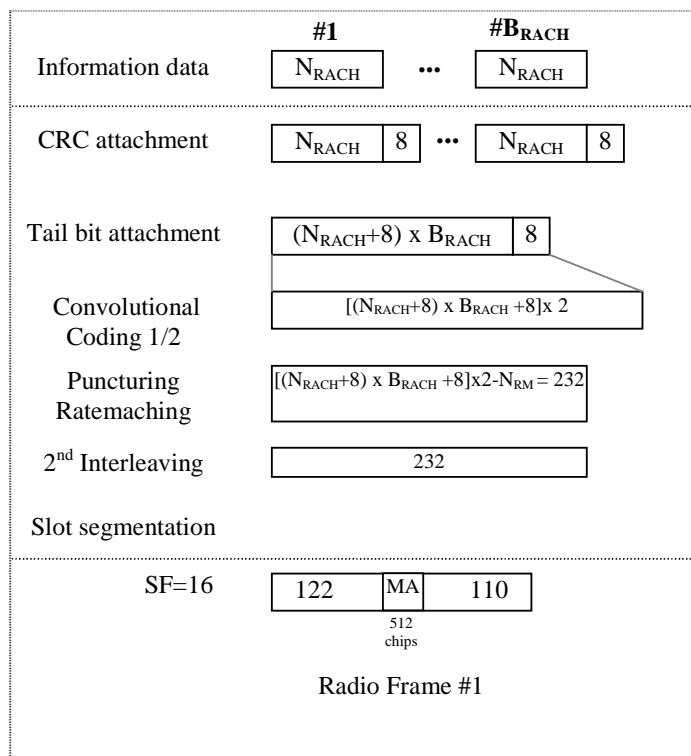 #1 #B_RACH
Information data N_RACH ••• N_RACH
CRC attachment N_RACH 8 ••• N_RACH 8
Tail bit attachment (N_RACH+8) x B_RACH 8
Convolutional
Coding 1/2
[(N_RACH+8) x B_RACH +8]x 2
Puncturing
Ratemaching
[(N_RACH+8) x B_RACH +8]x2-N_RM = 232
2nd Interleaving 232
Slot segmentation
SF=16 122 MA 110
512
chips
Radio Frame #1